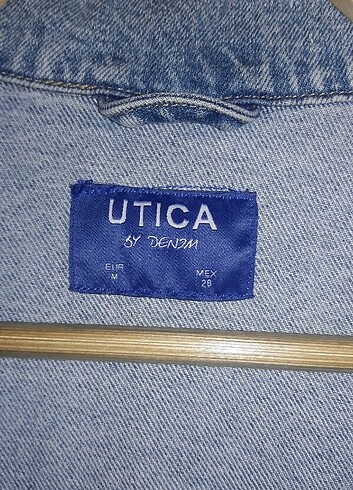 UTICA
BY DENIM
EUR MEX
M 28